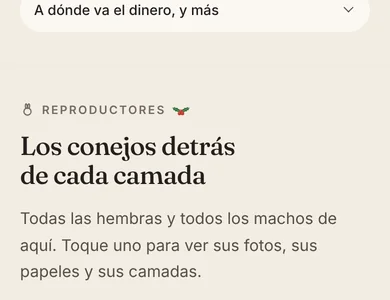 A dónde va el dinero, y más
REPRODUCTORES
Los conejos detrás
de cada camada
Todas las hembras y todos los machos de
aquí. Toque uno para ver sus fotos, sus
papeles y sus camadas.